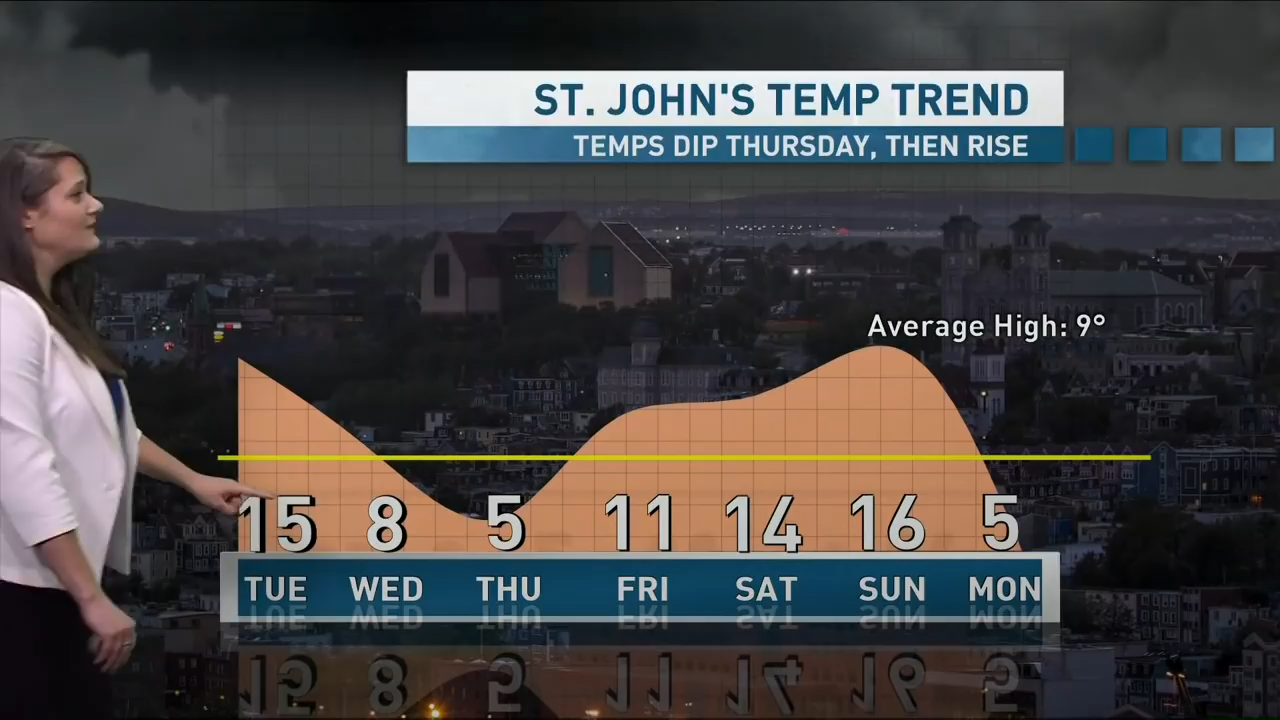 ST. JOHN'S TEMP TREND
TEMPS DIP THURSDAY, THEN RISE
Average High: 9°
15 8 5 11 14 16 5
TUE WED THU FRI SAT SUN MON